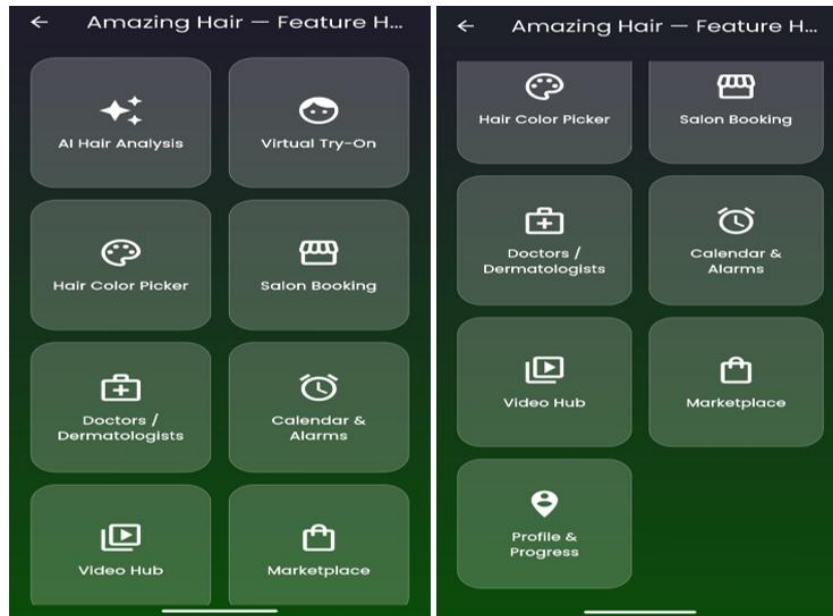 Amazing Hair — Feature H...
AI Hair Analysis
Virtual Try-On
Hair Color Picker
Salon Booking
Doctors /
Dermatologists
Calendar &
Alarms
Video Hub
Marketplace
Amazing Hair — Feature H...
Hair Color Picker
Salon Booking
Doctors /
Dermatologists
Calendar &
Alarms
Video Hub
Marketplace
Profile &
Progress